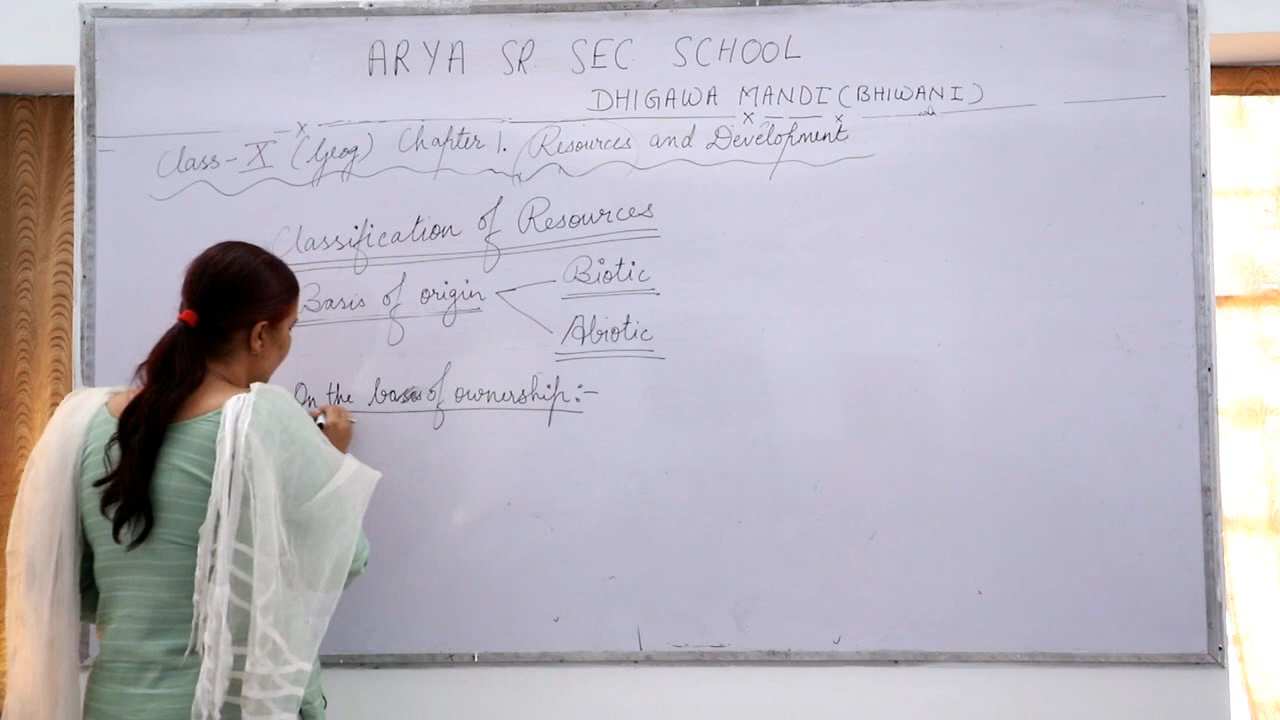 ARYA SR SEC SCHOOL
DHIGAWA MANDI (BHIWANI)
Class-X (Geog) Chapter 1. Resources and Development
Classification of Resources
Basis of origin
Biotic
Abiotic
On the basis of ownership:-